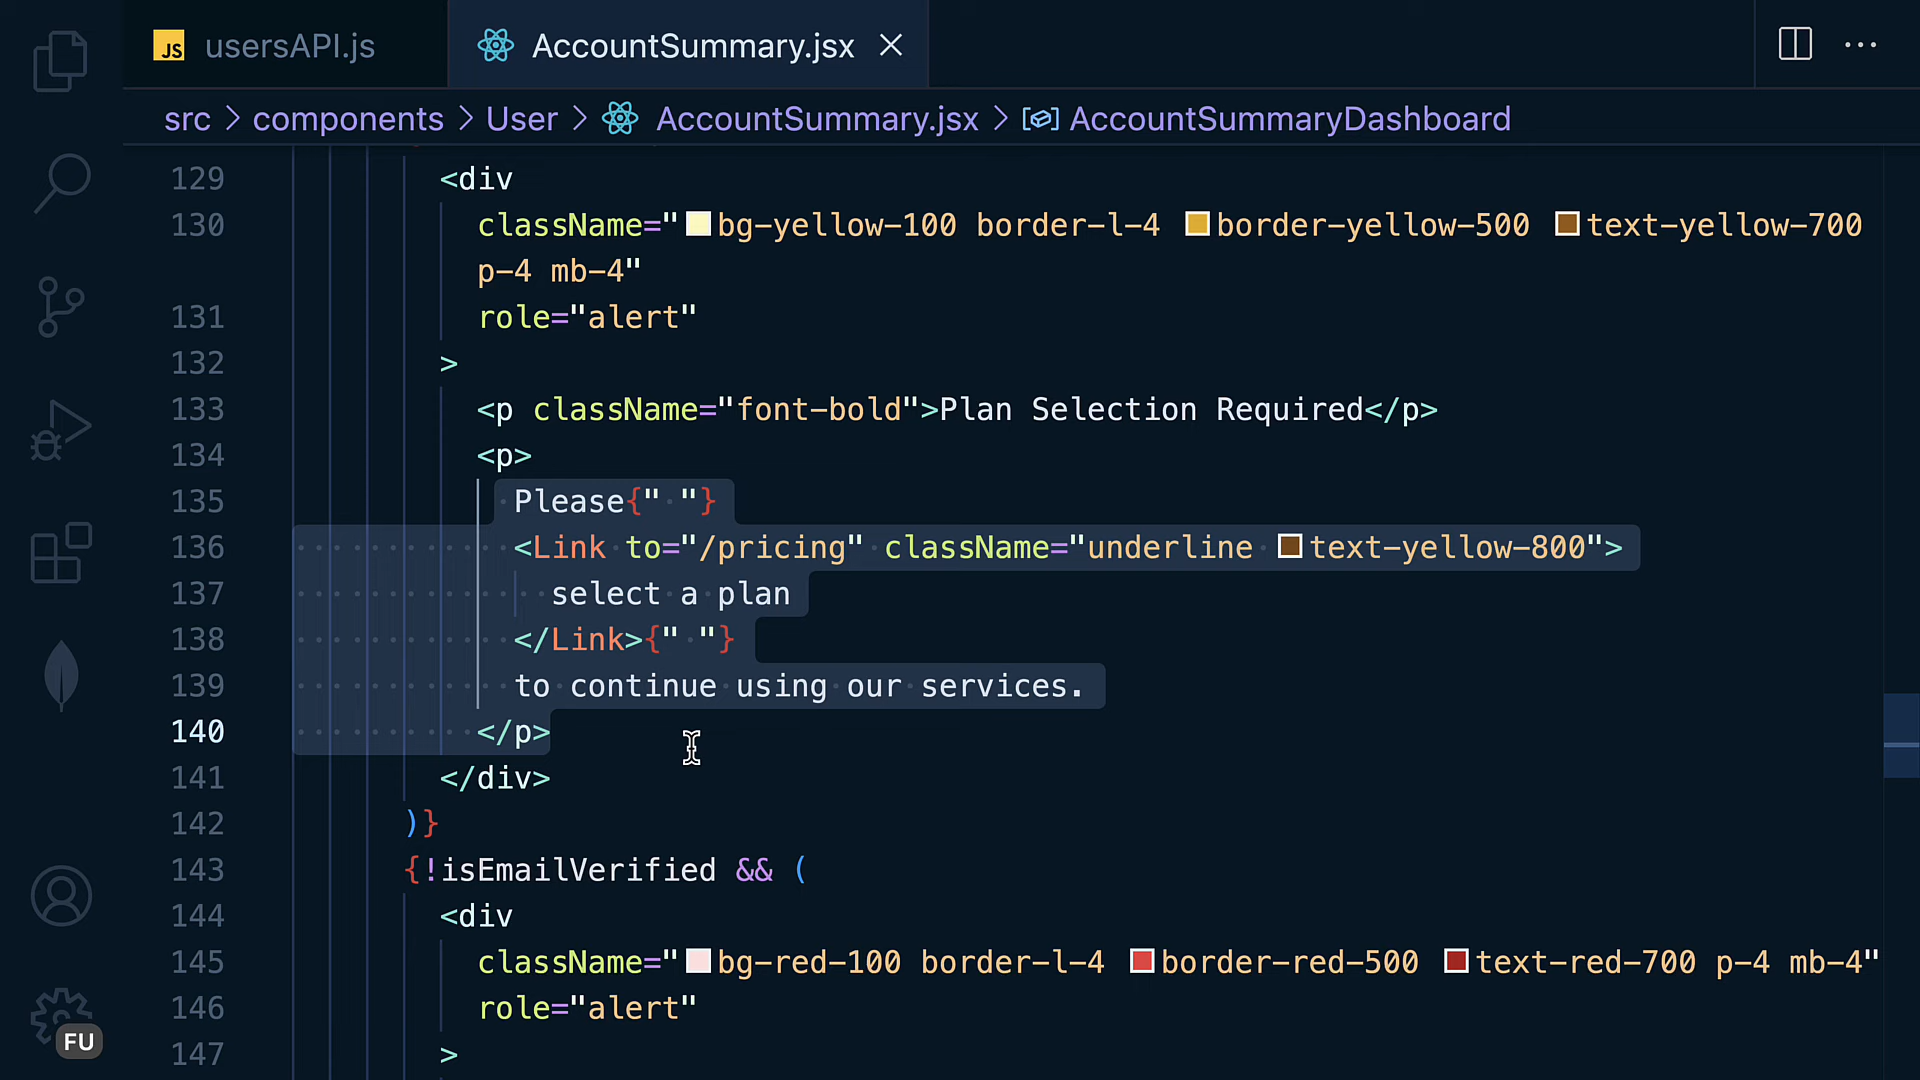 JS usersAPI.js AccountSummary.jsx
src > components > User > AccountSummary.jsx > AccountSummaryDashboard
129 <div
130 className="bg-yellow-100 border-l-4 border-yellow-500 text-yellow-700
p-4 mb-4"
131 role="alert"
132 >
133 <p className="font-bold">Plan Selection Required</p>
134 <p>
135 Please{" "}
136 <Link to="/pricing" className="underline text-yellow-800">
137 select a plan
138 </Link>{" "}
139 to continue using our services.
140 </p>
141 </div>
142 )}
143 {!isEmailVerified && (
144 <div
145 className="bg-red-100 border-l-4 border-red-500 text-red-700 p-4 mb-4"
146 role="alert"
147 >
FU